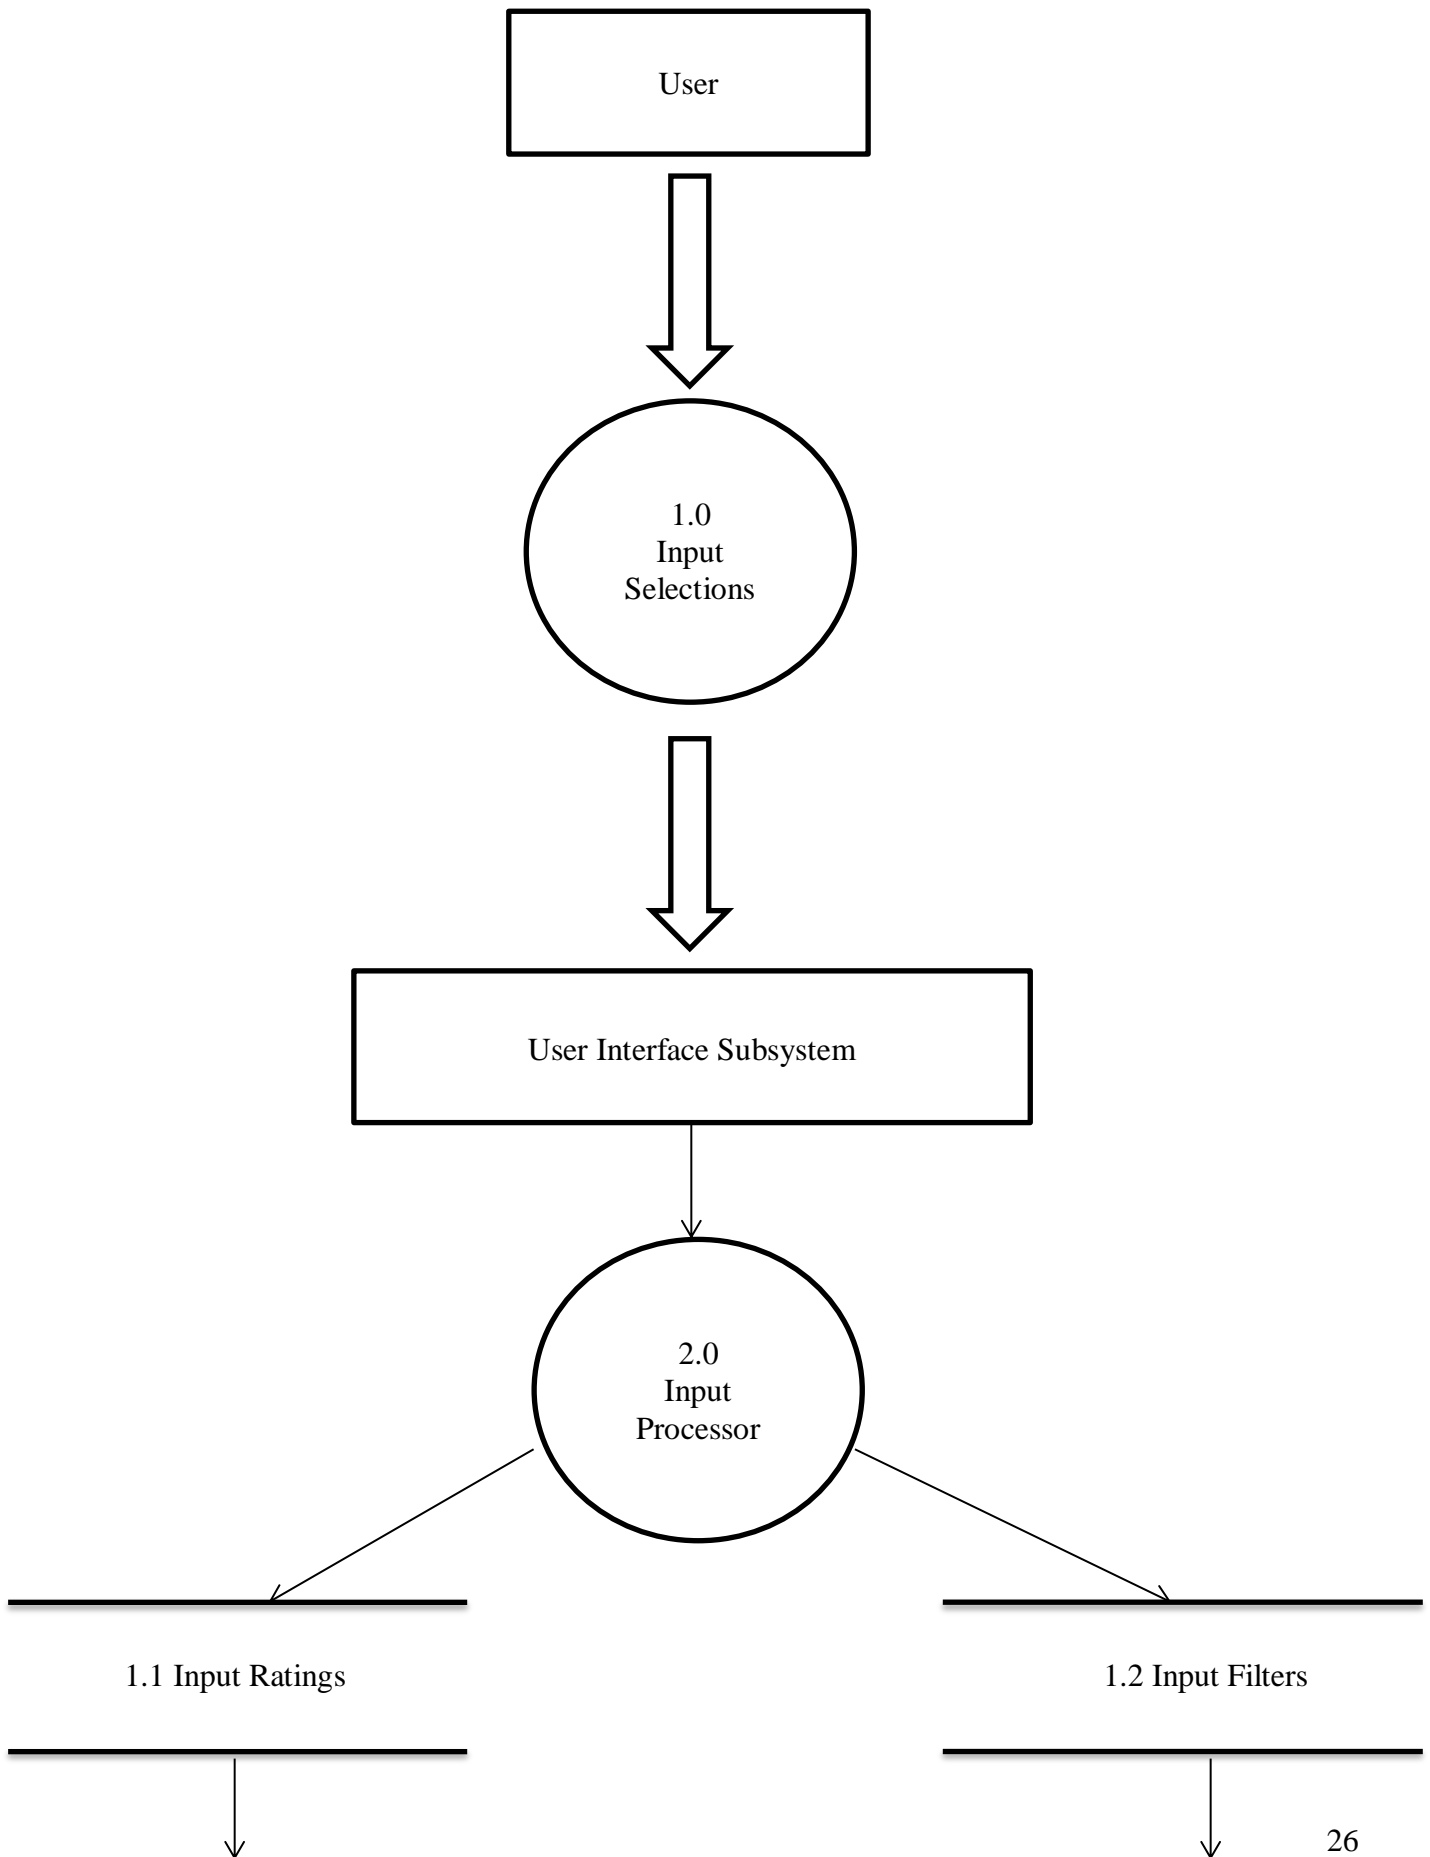 User
1.0
Input
Selections
User Interface Subsystem
2.0
Input
Processor
1.1 Input Ratings
1.2 Input Filters
26